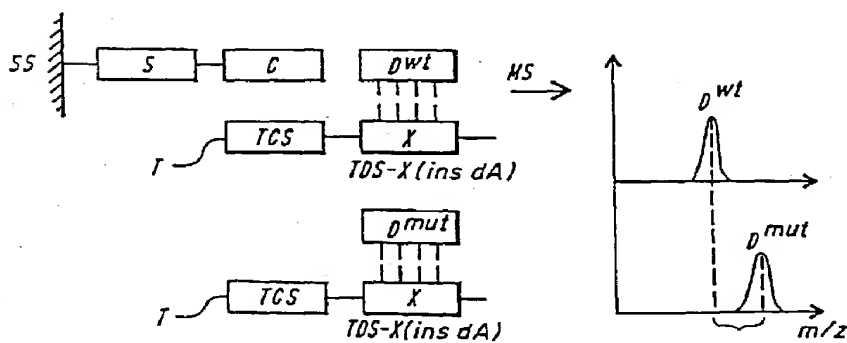 SS S C D wt MS
T TCS X
TDS-X (ins dA)
D mut
T TCS X
TDS-X (ins dA)
D wt
D mut
m/z